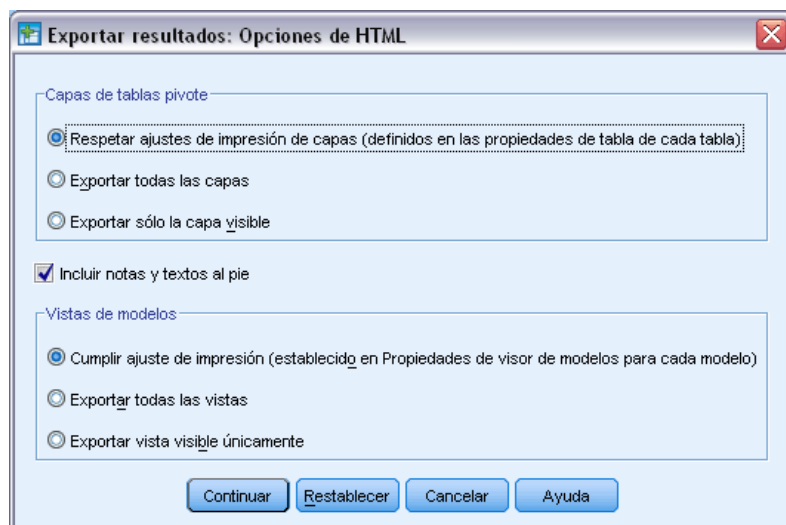 Exportar resultados: Opciones de HTML
Capas de tablas pivote
Respetar ajustes de impresión de capas (definidos en las propiedades de tabla de cada tabla)
Exportar todas las capas
Exportar sólo la capa visible
Incluir notas y textos al pie
Vistas de modelos
Cumplir ajuste de impresión (establecido en Propiedades de visor de modelos para cada modelo)
Exportar todas las vistas
Exportar vista visible únicamente
Continuar Restablecer Cancelar Ayuda